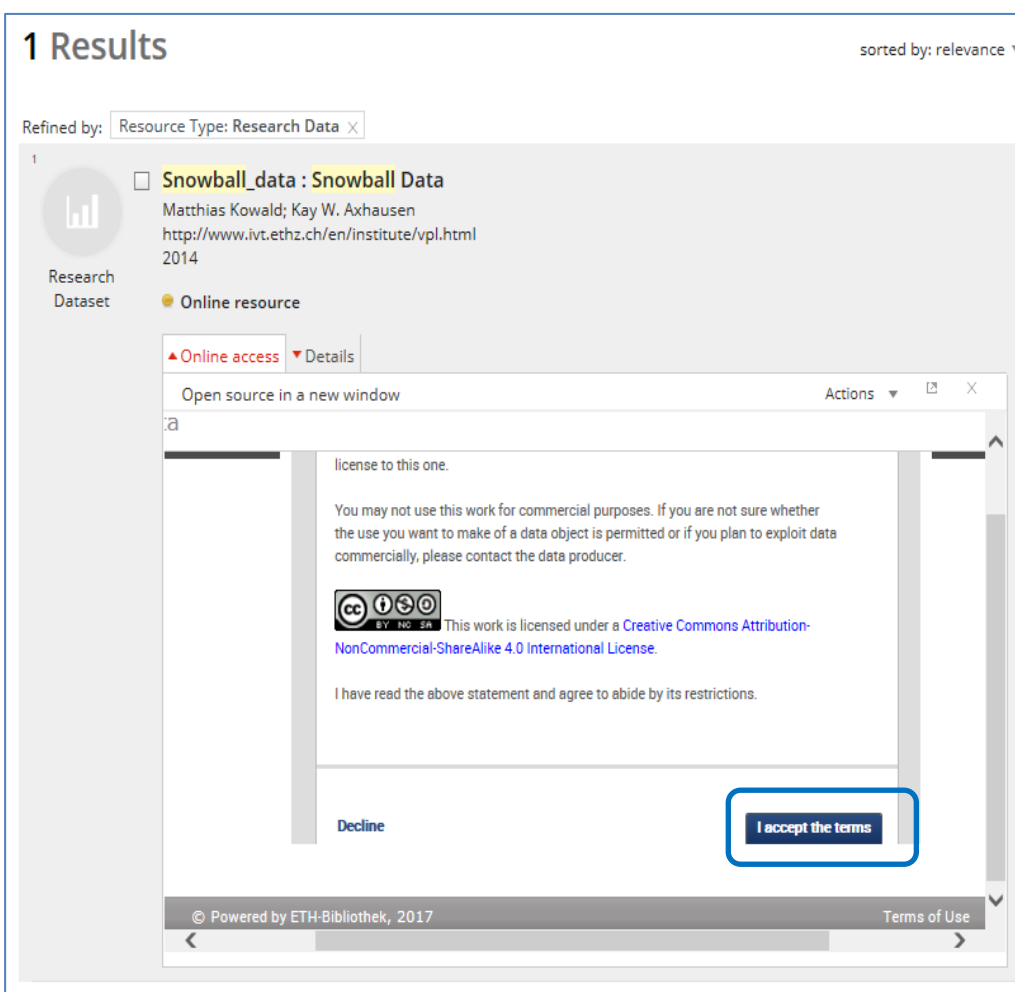 1 Results
sorted by: relevance
Refined by: Resource Type: Research Data X
1
Snowball_data : Snowball Data
Matthias Kowald; Kay W. Axhausen
http://www.ivt.ethz.ch/en/institute/vpl.html
2014
Research
Dataset
Online resource
Online access Details
Open source in a new window Actions X
ta
license to this one.
You may not use this work for commercial purposes. If you are not sure whether
the use you want to make of a data object is permitted or if you plan to exploit data
commercially, please contact the data producer.
cc BY NC SA This work is licensed under a Creative Commons Attribution-
NonCommercial-ShareAlike 4.0 International License.
I have read the above statement and agree to abide by its restrictions.
Decline I accept the terms
© Powered by ETH-Bibliothek, 2017 Terms of Use